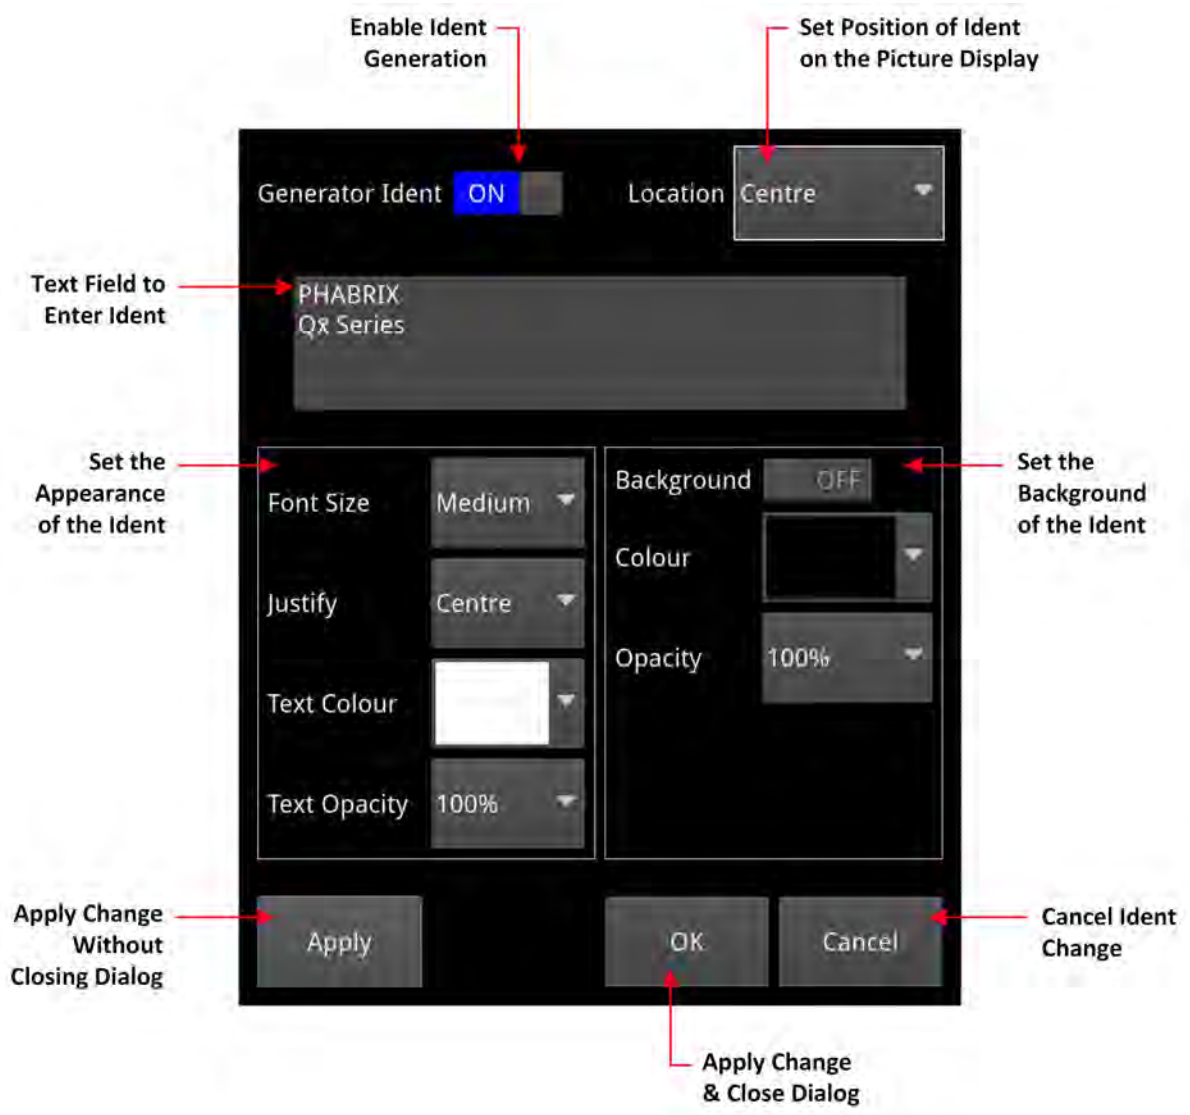 Enable Ident
Generation
Set Position of Ident
on the Picture Display
Generator Ident ON
Location Centre
Text Field to
Enter Ident
PHABRIX
Qx Series
Set the
Appearance
of the Ident
Font Size Medium
Justify Centre
Text Colour
Text Opacity 100%
Background OFF
Colour
Opacity 100%
Set the
Background
of the Ident
Apply Change
Without
Closing Dialog
Apply
OK
Cancel
Cancel Ident
Change
Apply Change
& Close Dialog